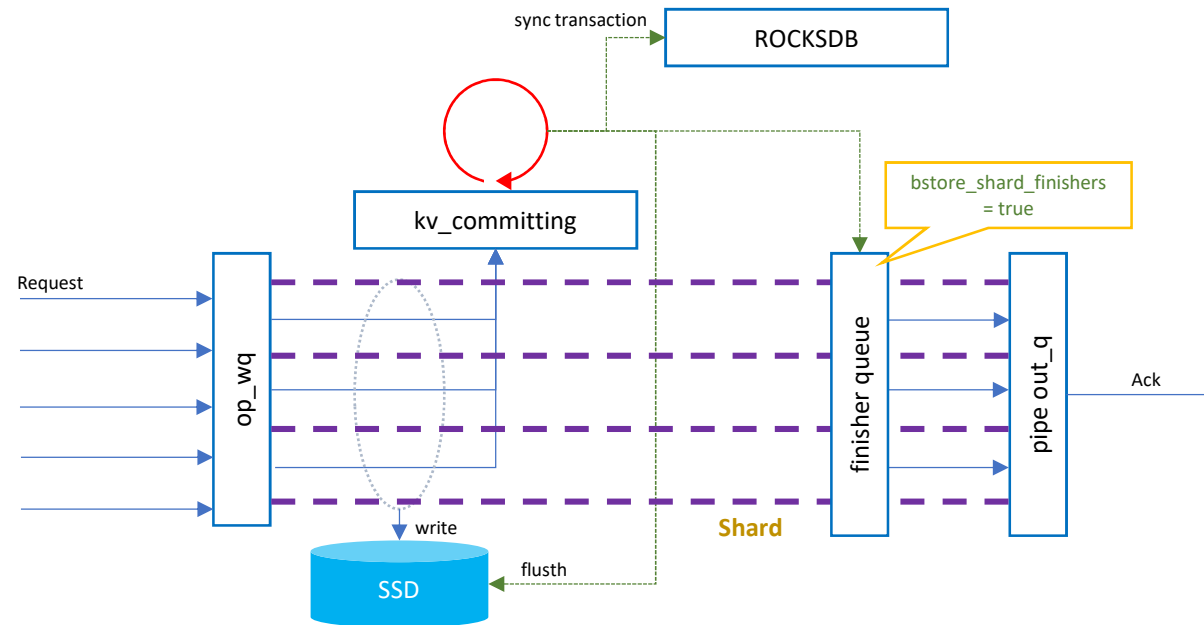 sync transaction
ROCKSDB
bstore_shard_finishers
= true
kv_committing
Request
op_wq
finisher queue
pipe out_q
Ack
write
Shard
flusth
SSD